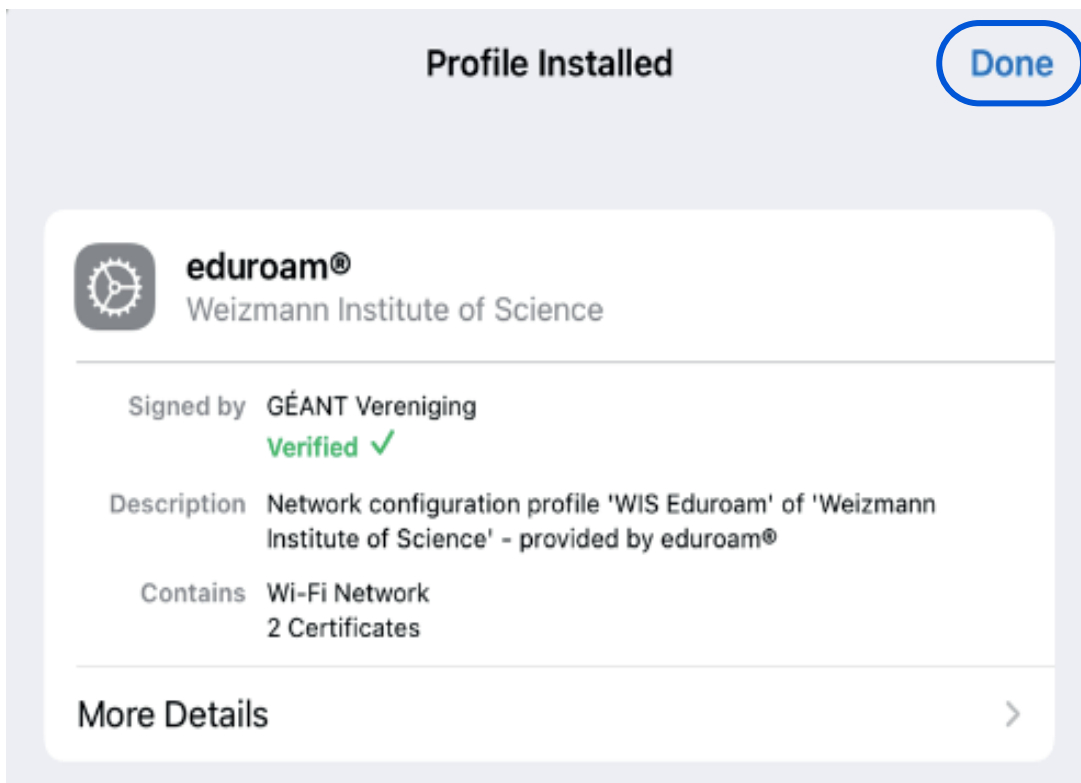 Profile Installed Done
eduroam®
Weizmann Institute of Science
Signed by GÉANT Vereniging
Verified ✓
Description Network configuration profile 'WIS Eduroam' of 'Weizmann
Institute of Science' - provided by eduroam®
Contains Wi-Fi Network
2 Certificates
More Details